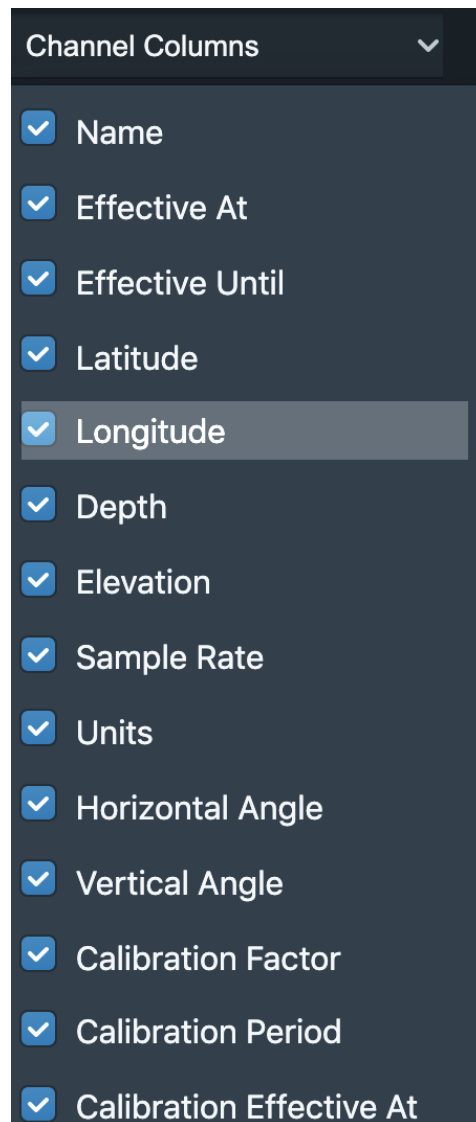 Channel Columns
Name
Effective At
Effective Until
Latitude
Longitude
Depth
Elevation
Sample Rate
Units
Horizontal Angle
Vertical Angle
Calibration Factor
Calibration Period
Calibration Effective At